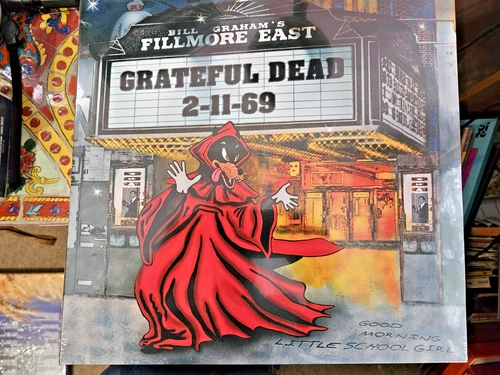 BILL GRAHAM'S
FILLMORE EAST
GRATEFUL DEAD
2-11-69
GOOD
MORNING
LITTLE SCHOOL GIRL